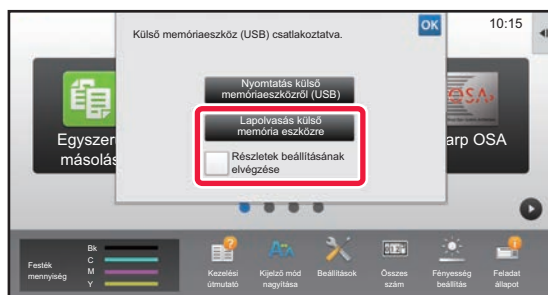 Külső memóriaeszköz (USB) csatlakoztatva.
OK
10:15
Nyomtatás külső
memóriaeszközről (USB)
Lapolvasás külső
memória eszközre
Részletek beállításának
elvégzése
Egyszer
másolás
arp OSA
Festék
mennyiség
Bk
C
M
Y
Kezelési
útmutató
Kijelző mód
nagyítása
Beállítások
Összes
szám
Fényesség
beállítás
Feladat
állapot